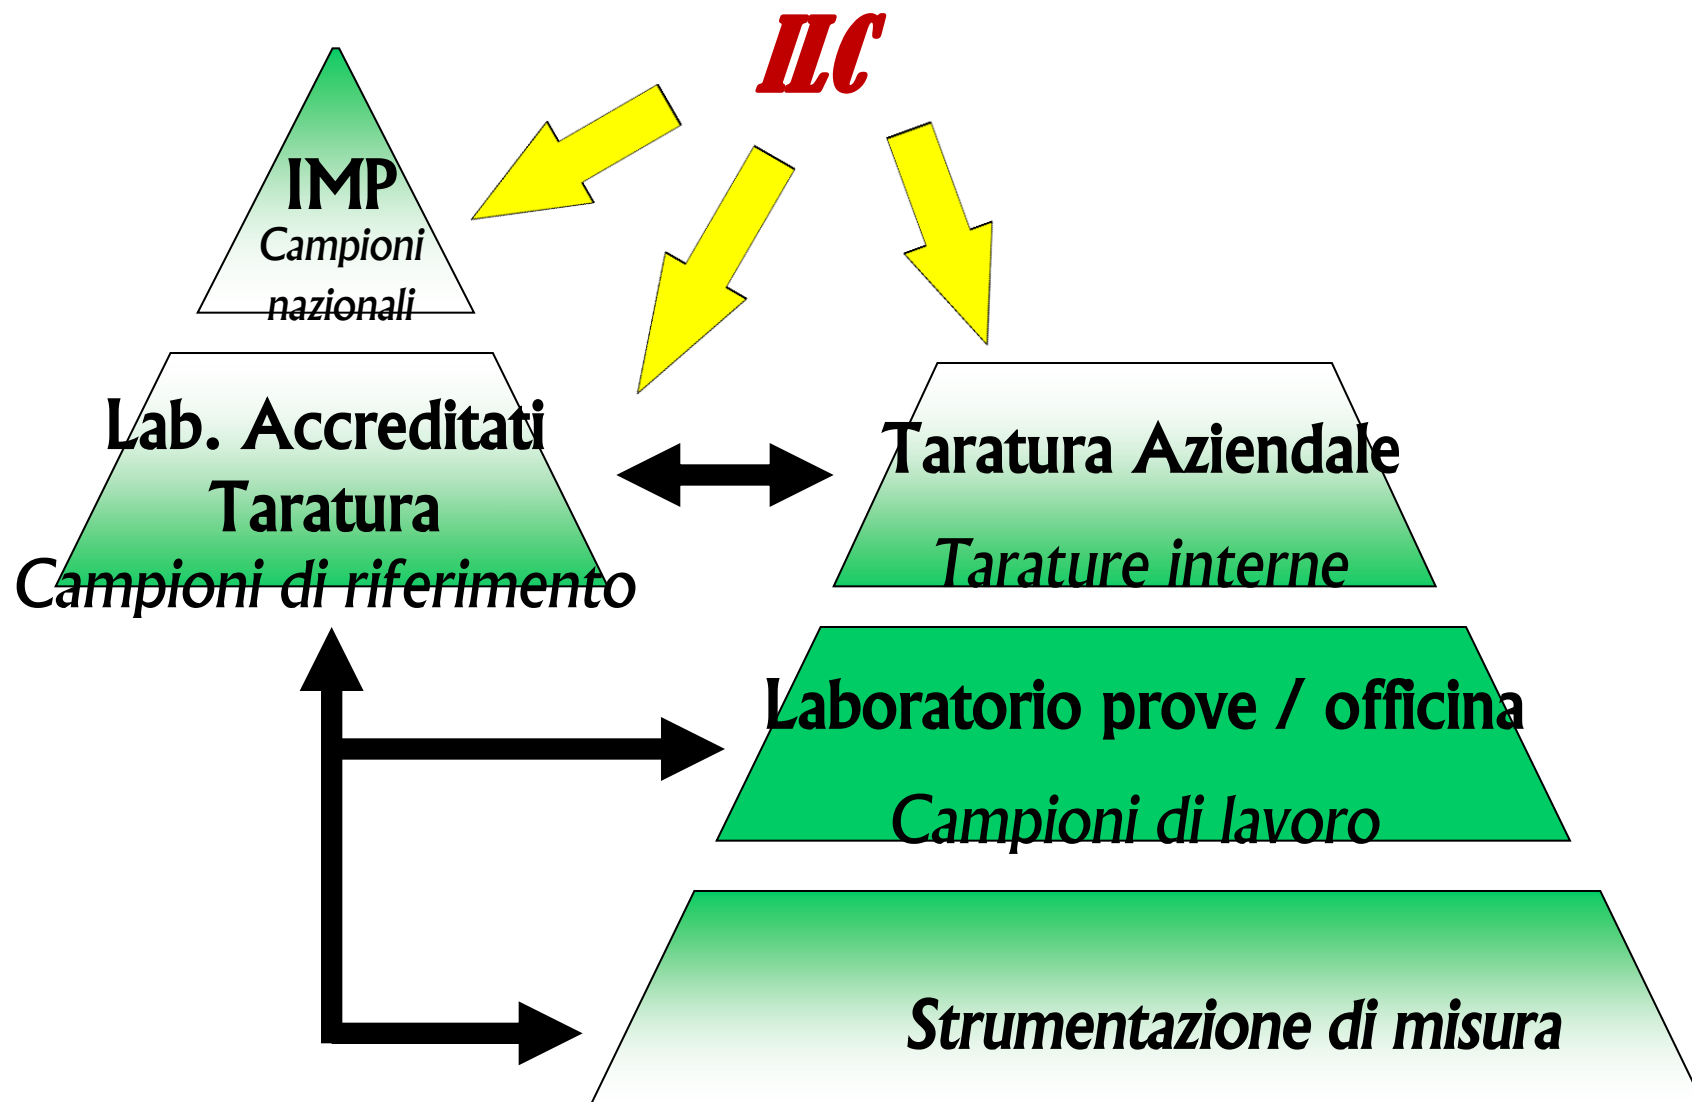 ILC
IMP
Campioni
nazionali
Lab. Accreditati
Taratura
Campioni di riferimento
Taratura Aziendale
Tarature interne
Laboratorio prove / officina
Campioni di lavoro
Strumentazione di misura